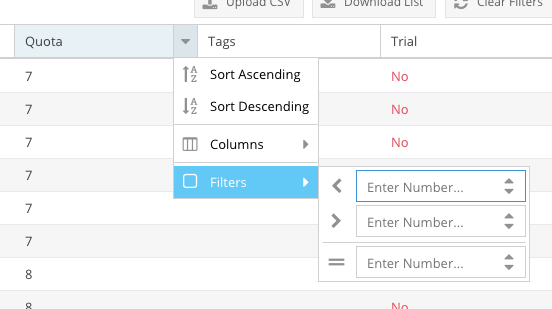 Upload CSV Download List Clear Filters
Quota Tags Trial
7 Sort Ascending No
7 Sort Descending No
7 Columns No
7 Filters
Enter Number...
7
Enter Number...
7
Enter Number...
8
8 No